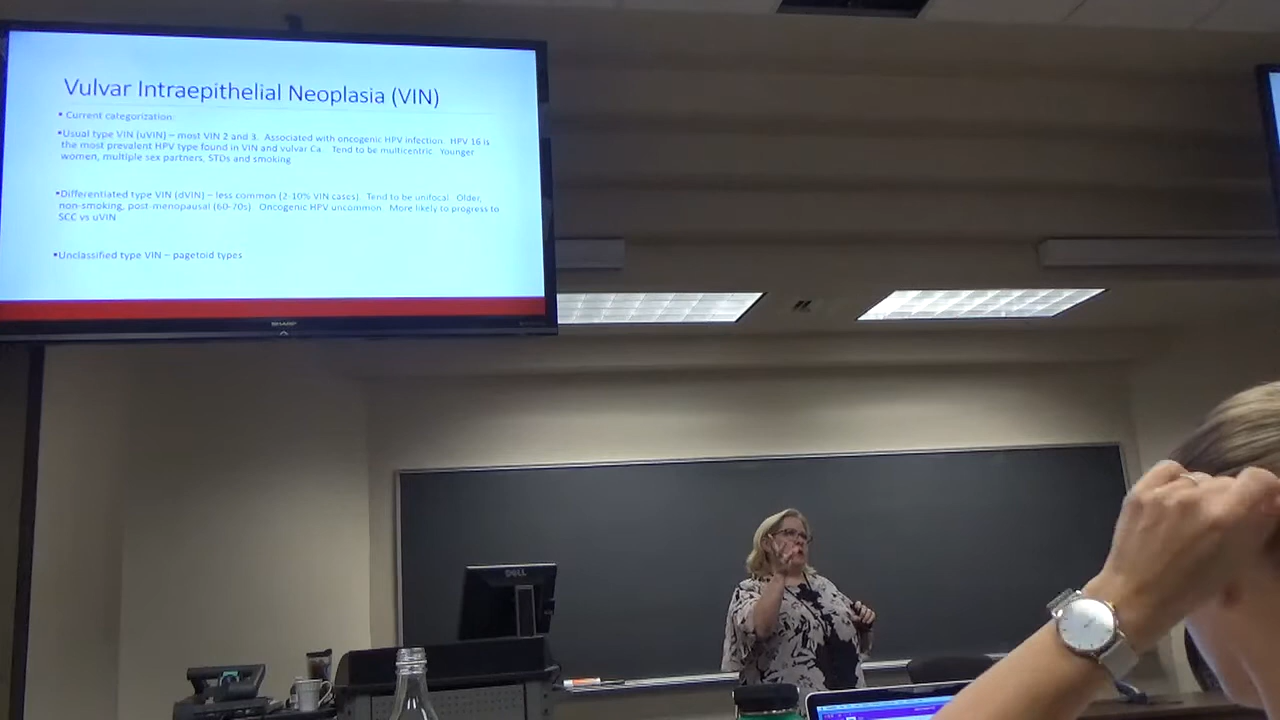 Vulvar Intraepithelial Neoplasia (VIN)
▪ Current categorization:
▪Usual type VIN (uVIN) – most VIN 2 and 3. Associated with oncogenic HPV infection. HPV 16 is
the most prevalent HPV type found in VIN and vulvar Ca. Tend to be multicentric. Younger
women, multiple sex partners, STDs and smoking
▪Differentiated type VIN (dVIN) – less common (2-10% VIN cases). Tend to be unifocal. Older,
non-smoking, post-menopausal (60-70s). Oncogenic HPV uncommon. More likely to progress to
SCC vs uVIN
▪Unclassified type VIN – pagetoid types
SHARP
DELL